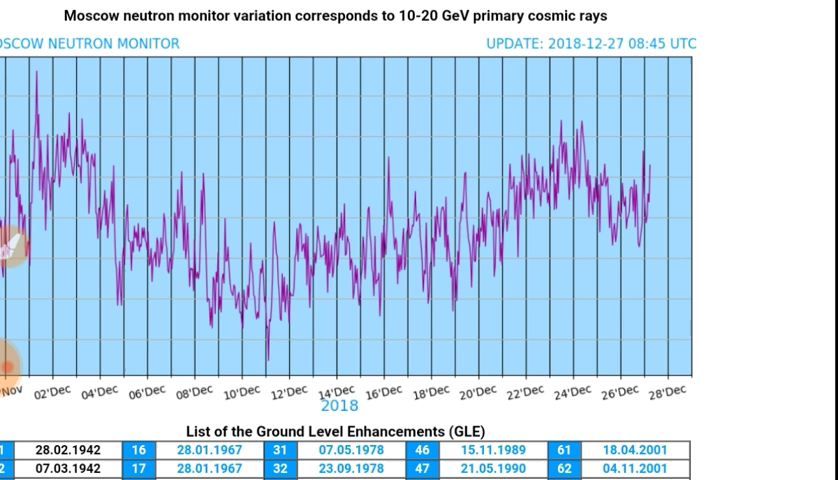 Moscow neutron monitor variation corresponds to 10-20 GeV primary cosmic rays
OSCOW NEUTRON MONITOR UPDATE: 2018-12-27 08:45 UTC
'Nov 02'Dec 04'Dec 06'Dec 08'Dec 10'Dec 12'Dec 14'Dec 16'Dec 18'Dec 20'Dec 22'Dec 24'Dec 26'Dec 28'Dec
2018
List of the Ground Level Enhancements (GLE)
1 28.02.1942 16 28.01.1967 31 07.05.1978 46 15.11.1989 61 18.04.2001
2 07.03.1942 17 28.01.1967 32 23.09.1978 47 21.05.1990 62 04.11.2001